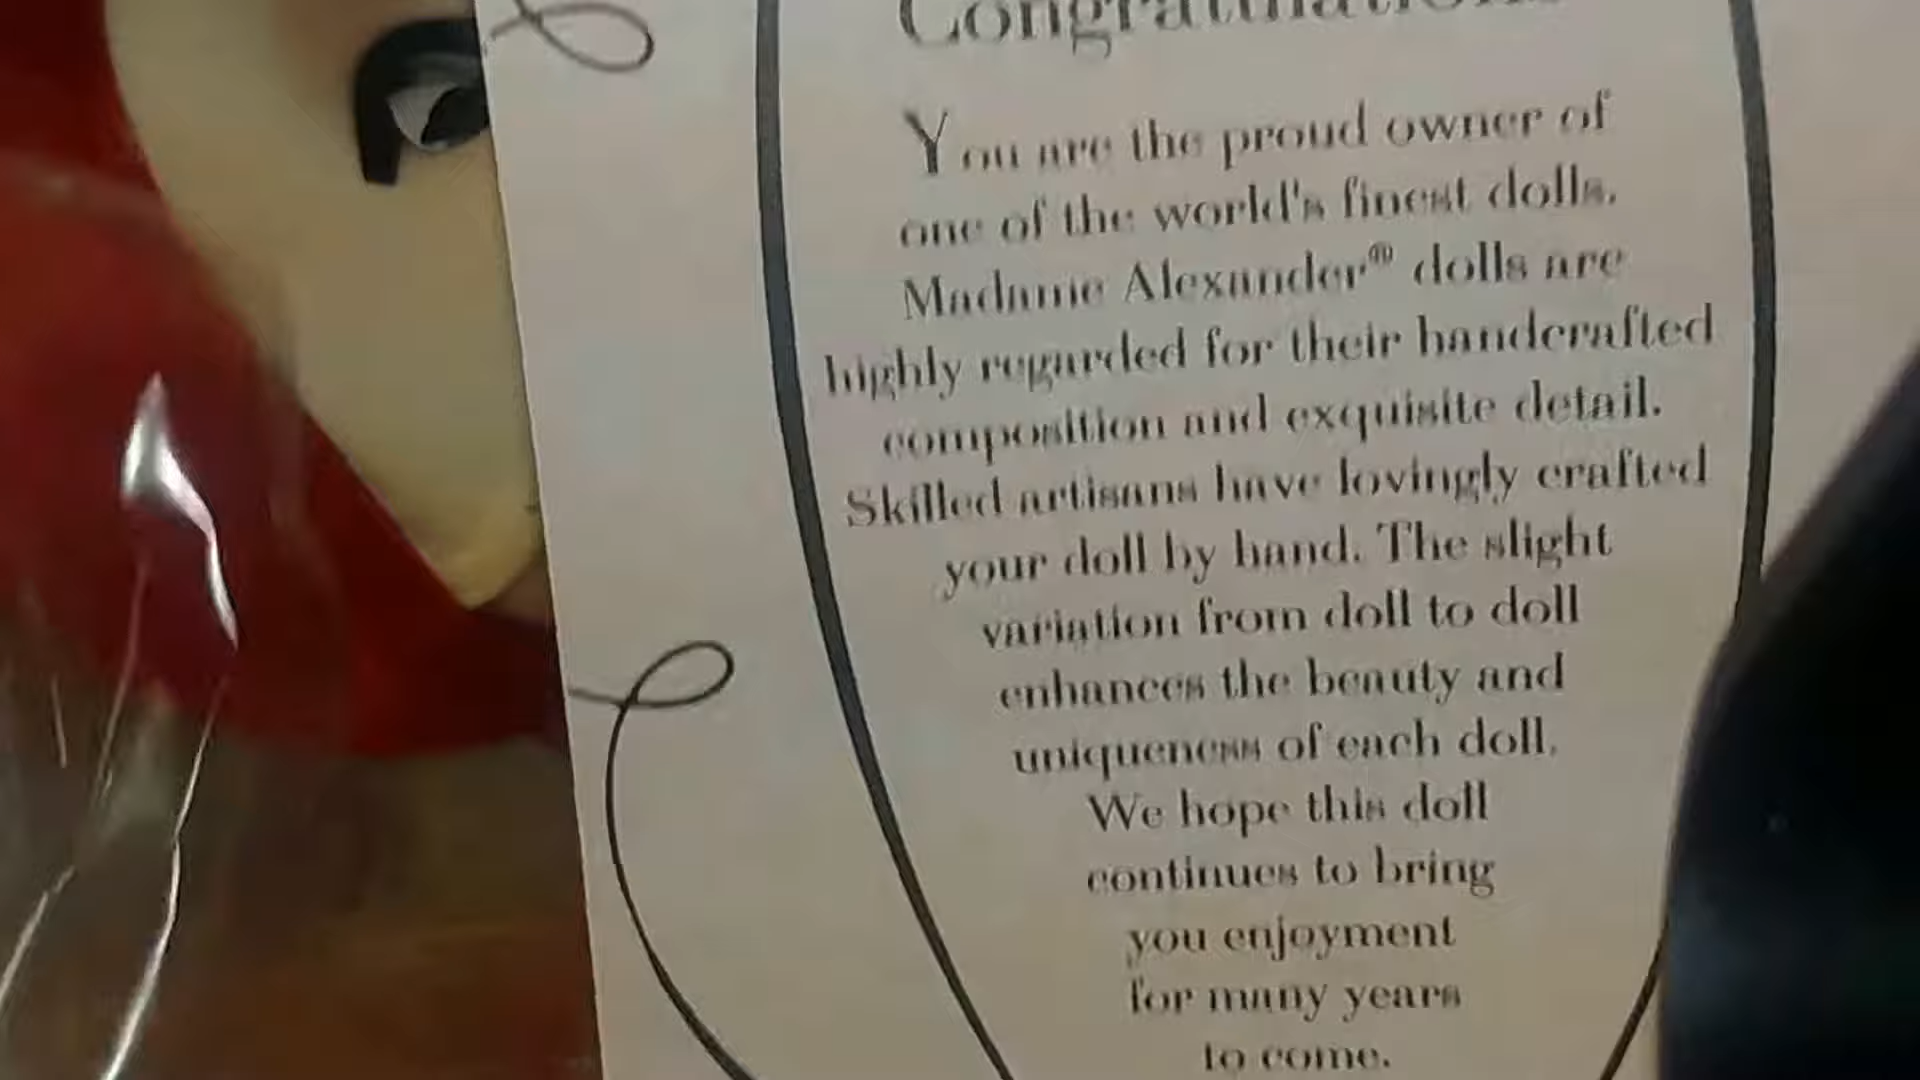 Congratulations
You are the proud owner of
one of the world's finest dolls.
Madame Alexander® dolls are
highly regarded for their handcrafted
composition and exquisite detail.
Skilled artisans have lovingly crafted
your doll by hand. The slight
variation from doll to doll
enhances the beauty and
uniqueness of each doll.
We hope this doll
continues to bring
you enjoyment
for many years
to come.